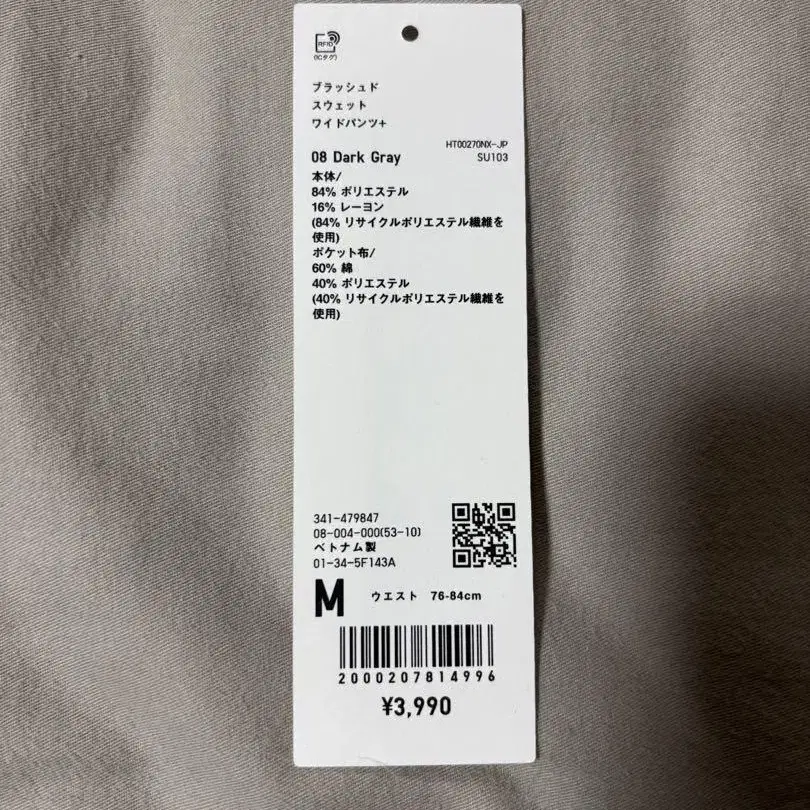 RFID
(ICタグ)
ブラッシュド
スウェット
ワイドパンツ+
HT00270NX-JP
08 Dark Gray
SU103
本体/
84% ポリエステル
16% レーヨン
(84% リサイクルポリエステル繊維を
使用)
ポケット布/
60% 綿
40% ポリエステル
(40% リサイクルポリエステル繊維を
使用)
341-479847
08-004-000(53-10)
ベトナム製
01-34-5F143A
M ウエスト 76-84cm
2000207814996
¥3,990